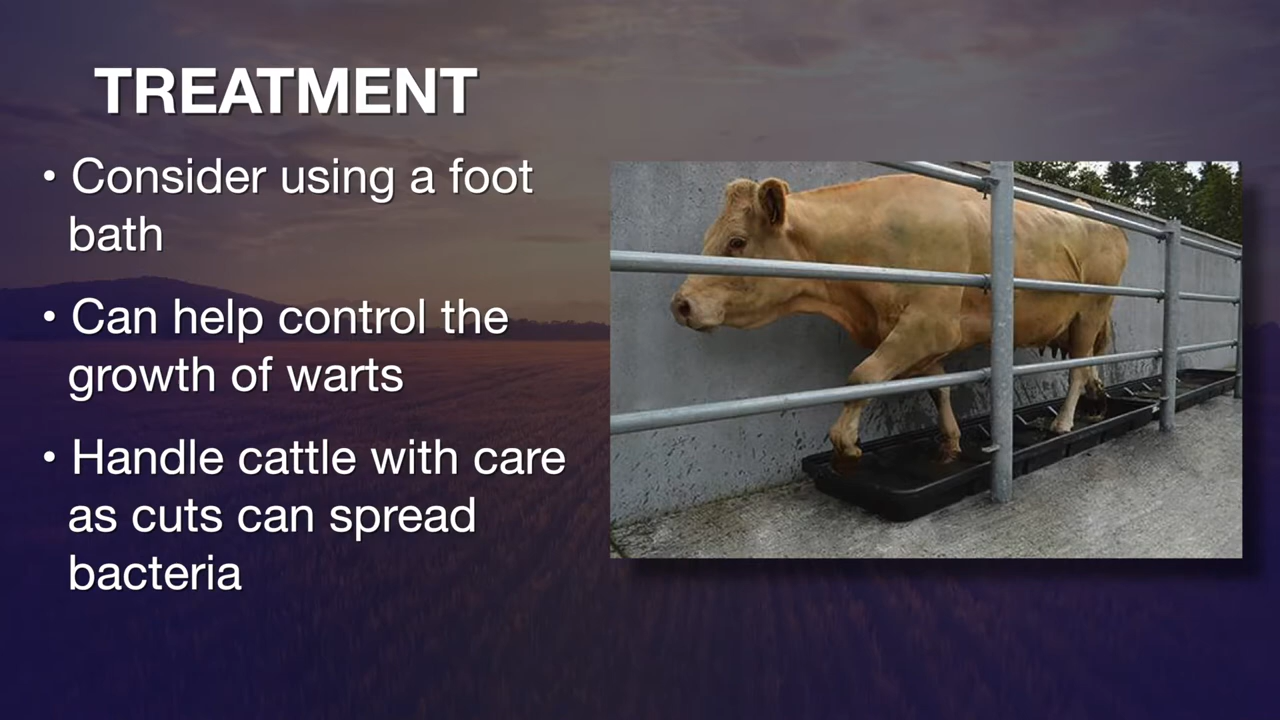 TREATMENT
• Consider using a foot
bath
• Can help control the
growth of warts
• Handle cattle with care
as cuts can spread
bacteria